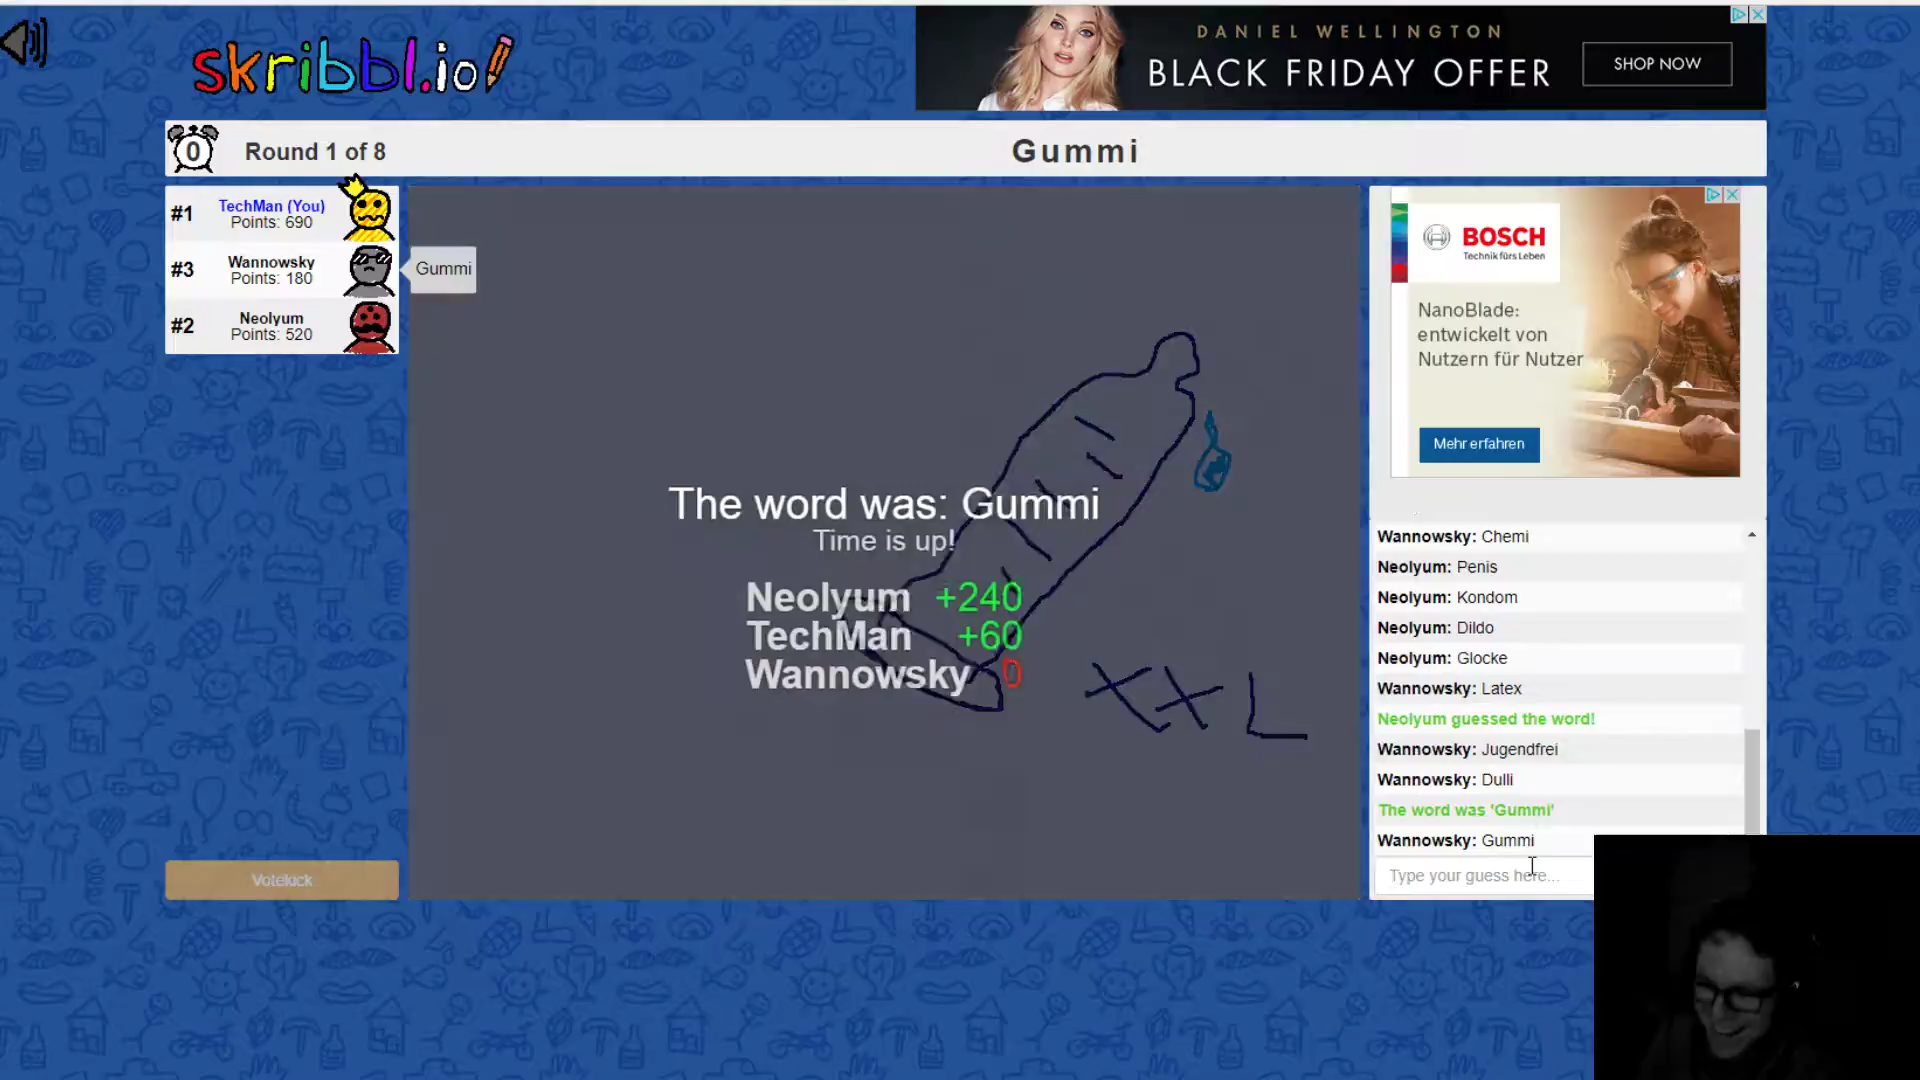 skribbl.io
DANIEL WELLINGTON
BLACK FRIDAY OFFER
SHOP NOW
0
Round 1 of 8
Gummi
#1
TechMan (You)
Points: 690
#3
Wannowsky
Points: 180
Gummi
#2
Neolyum
Points: 520
The word was: Gummi
Time is up!
Neolyum +240
TechMan +60
Wannowsky 0
XXL
Votekick
BOSCH
Technik fürs Leben
NanoBlade:
entwickelt von
Nutzern für Nutzer
Mehr erfahren
Wannowsky: Chemi
Neolyum: Penis
Neolyum: Kondom
Neolyum: Dildo
Neolyum: Glocke
Wannowsky: Latex
Neolyum guessed the word!
Wannowsky: Jugendfrei
Wannowsky: Dulli
The word was 'Gummi'
Wannowsky: Gummi
Type your guess here...